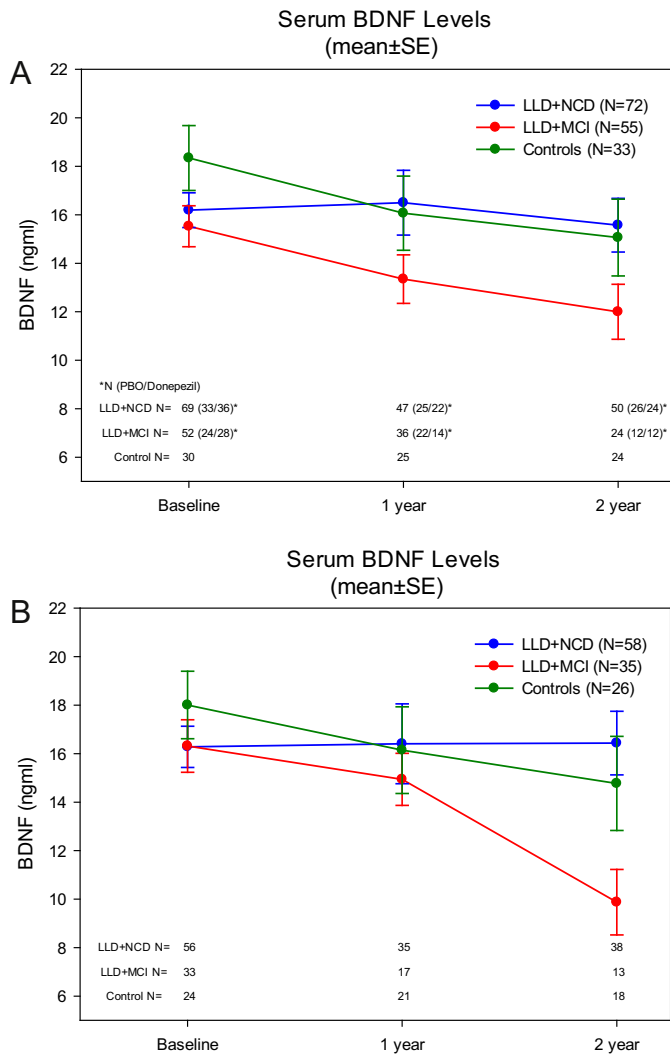 Serum BDNF Levels
(mean±SE)
A
22
20
18
16
14
12
10
8
6
BDNF (ngml)
LLD+NCD (N=72)
LLD+MCI (N=55)
Controls (N=33)
*N (PBO/Donepezil)
LLD+NCD N= 69 (33/36)* 47 (25/22)* 50 (26/24)*
LLD+MCI N= 52 (24/28)* 36 (22/14)* 24 (12/12)*
Control N= 30 25 24
Baseline 1 year 2 year
Serum BDNF Levels
(mean±SE)
B
22
20
18
16
14
12
10
8
6
BDNF (ngml)
LLD+NCD (N=58)
LLD+MCI (N=35)
Controls (N=26)
LLD+NCD N= 56 35 38
LLD+MCI N= 33 17 13
Control N= 24 21 18
Baseline 1 year 2 year